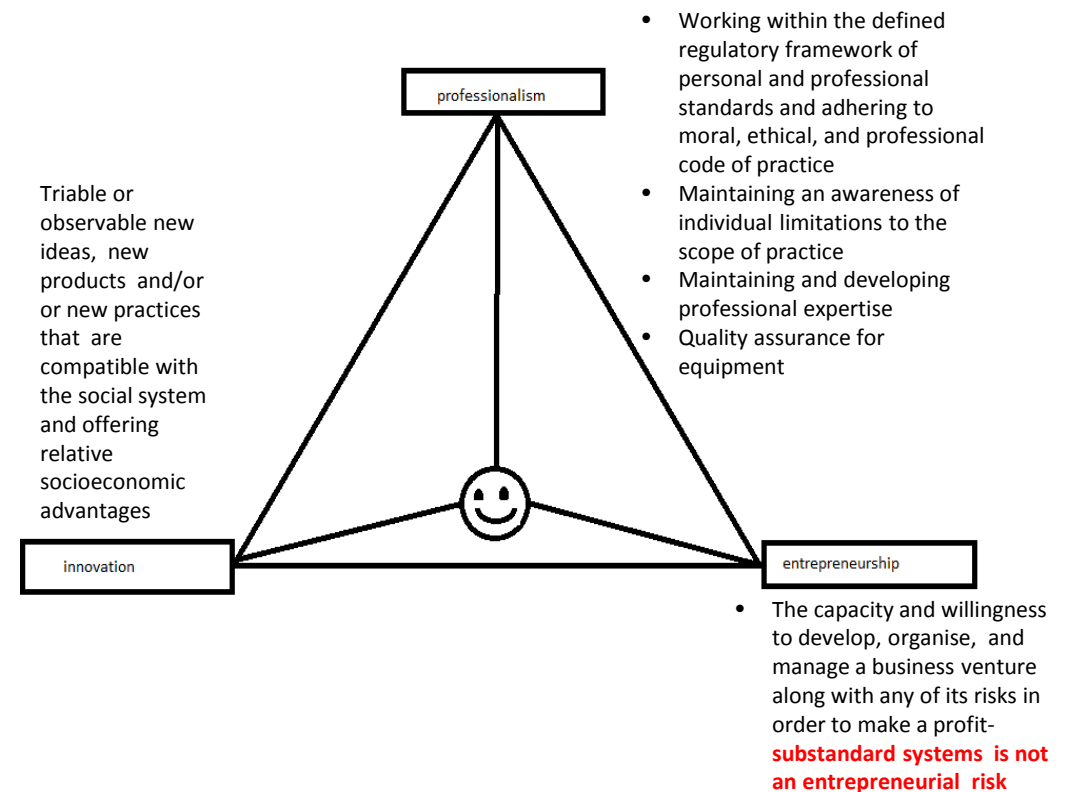 professionalism
• Working within the defined
regulatory framework of
personal and professional
standards and adhering to
moral, ethical, and professional
code of practice
• Maintaining an awareness of
individual limitations to the
scope of practice
• Maintaining and developing
professional expertise
• Quality assurance for
equipment
Triable or
observable new
ideas, new
products and/or
or new practices
that are
compatible with
the social system
and offering
relative
socioeconomic
advantages
innovation
entrepreneurship
• The capacity and willingness
to develop, organise, and
manage a business venture
along with any of its risks in
order to make a profit-
substandard systems is not
an entrepreneurial risk